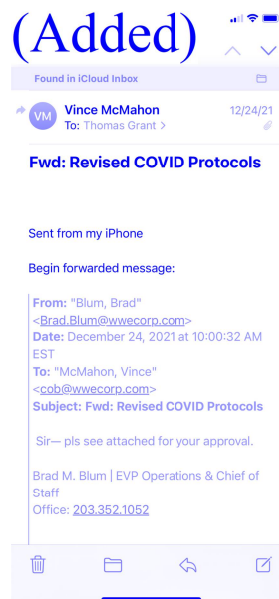 (Added)
Found in iCloud Inbox
VM
Vince McMahon
12/24/21
To: Thomas Grant >
Fwd: Revised COVID Protocols
Sent from my iPhone
Begin forwarded message:
From: "Blum, Brad"
<Brad.Blum@wwecorp.com>
Date: December 24, 2021 at 10:00:32 AM
EST
To: "McMahon, Vince"
<cob@wwecorp.com>
Subject: Fwd: Revised COVID Protocols
Sir— pls see attached for your approval.
Brad M. Blum | EVP Operations & Chief of
Staff
Office: 203.352.1052